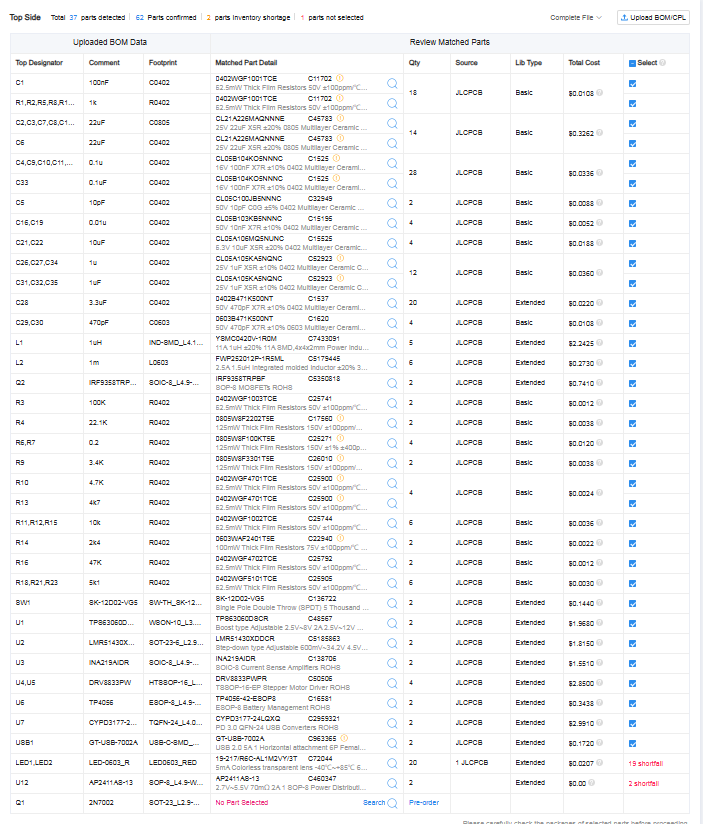 Top Side Total 37 parts detected | 62 Parts confirmed | 2 parts inventory shortage | 1 parts not selected Complete File Upload BOM/CPL
Uploaded BOM Data Review Matched Parts
Top Designator Comment Footprint Matched Part Detail Qty Source Lib Type Total Cost Select
C1 100nF C0402 0402WGF1001TCE C11702
62.5mW Thick Film Resistors 50V ±100ppm/℃...
R1,R2,R5,R8,R1... 1k R0402 0402WGF1001TCE C11702
62.5mW Thick Film Resistors 50V ±100ppm/℃...
18 JLCPCB Basic $0.0108
C2,C3,C7,C8,C1... 22uF C0805 CL21A226MAQNNNE C45783
25V 22uF X5R ±20% 0805 Multilayer Ceramic ...
C6 22uF C0402 CL21A226MAQNNNE C45783
25V 22uF X5R ±20% 0805 Multilayer Ceramic ...
14 JLCPCB Basic $0.3262
C4,C9,C10,C11,... 0.1u C0402 CL05B104KO5NNNC C1525
16V 100nF X7R ±10% 0402 Multilayer Cerami...
C33 0.1uF C0402 CL05B104KO5NNNC C1525
16V 100nF X7R ±10% 0402 Multilayer Cerami...
28 JLCPCB Basic $0.0336
C5 10pF C0402 CL05C100JB5NNNC C32949 2 JLCPCB Basic $0.0088
50V 10pF C0G ±5% 0402 Multilayer Ceramic ...
C16,C19 0.01u C0402 CL05B103KB5NNNC C15195 4 JLCPCB Basic $0.0052
50V 10nF X7R ±10% 0402 Multilayer Cerami...
C21,C22 10uF C0402 CL05A106MQ5NUNC C15525 4 JLCPCB Basic $0.0188
6.3V 10uF X5R ±20% 0402 Multilayer Cerami...
C26,C27,C34 1u C0402 CL05A105KA5NQNC C52923
25V 1uF X5R ±10% 0402 Multilayer Ceramic C...
C31,C32,C35 1uF C0402 CL05A105KA5NQNC C52923
25V 1uF X5R ±10% 0402 Multilayer Ceramic C...
12 JLCPCB Basic $0.0360
C28 3.3uF C0402 0402B471K500NT C1537 20 JLCPCB Extended $0.0220
50V 470pF X7R ±10% 0402 Multilayer Cerami...
C29,C30 470pF C0603 0603B471K500NT C1620 4 JLCPCB Basic $0.0108
50V 470pF X7R ±10% 0603 Multilayer Cerami...
L1 1uH IND-SMD_L4.1... YSMC0420V-1R0M C7433091 5 JLCPCB Extended $2.2425
11A 1uH ±20% 11A SMD,4x4x2mm Power Indu...
L2 1m L0603 FWP252012P-1R5ML C5179445 6 JLCPCB Extended $0.2730
2.5A 1.5uH Integrated molded inductor ±20% 3...
Q2 IRF9358TRP... SOIC-8_L4.9-... IRF9358TRPBF C5350818 2 JLCPCB Extended $0.7410
SOP-8 MOSFETs ROHS
R3 100K R0402 0402WGF1003TCE C25741 2 JLCPCB Basic $0.0012
62.5mW Thick Film Resistors 50V ±100ppm/℃...
R4 22.1K R0402 0805W8F2202T5E C17560 2 JLCPCB Basic $0.0038
125mW Thick Film Resistors 150V ±100ppm/...
R6,R7 0.2 R0402 0805W8F100KT5E C25271 4 JLCPCB Basic $0.0120
125mW Thick Film Resistors 150V ±1% ±400p...
R9 3.4K R0402 0805W8F3301T5E C26010 2 JLCPCB Basic $0.0038
125mW Thick Film Resistors 150V ±100ppm/...
R10 4.7K R0402 0402WGF4701TCE C25900
62.5mW Thick Film Resistors 50V ±100ppm/℃...
R13 4k7 R0402 0402WGF4701TCE C25900
62.5mW Thick Film Resistors 50V ±100ppm/℃...
4 JLCPCB Basic $0.0024
R11,R12,R15 10k R0402 0402WGF1002TCE C25744 6 JLCPCB Basic $0.0036
62.5mW Thick Film Resistors 50V ±100ppm/℃...
R14 2k4 R0402 0603WAF2401T5E C22940 2 JLCPCB Basic $0.0022
100mW Thick Film Resistors 75V ±100ppm/℃ ...
R16 47K R0402 0402WGF4702TCE C25792 2 JLCPCB Basic $0.0012
62.5mW Thick Film Resistors 50V ±100ppm/℃...
R18,R21,R23 5k1 R0402 0402WGF5101TCE C25905 6 JLCPCB Basic $0.0030
62.5mW Thick Film Resistors 50V ±100ppm/℃...
SW1 SK-12D02-VG5 SW-TH_SK-12... SK-12D02-VG5 C136722 2 JLCPCB Extended $0.1440
Single Pole Double Throw (SPDT) 5 Thousand ...
U1 TPS63060D... WSON-10_L3.... TPS63060DSCR C48567 2 JLCPCB Extended $1.9680
Boost type Adjustable 2.5V~8V 2A 2.5V~12V ...
U2 LMR51430X... SOT-23-6_L2.9... LMR51430XDDCR C5185863 2 JLCPCB Extended $1.8150
Step-down type Adjustable 600mV~34.2V 4.5V...
U3 INA219AIDR SOIC-8_L4.9-... INA219AIDR C138706 2 JLCPCB Extended $1.5510
SOIC-8 Current Sense Amplifiers ROHS
U4,U5 DRV8833PW HTSSOP-16_L... DRV8833PWPR C50506 4 JLCPCB Extended $2.8500
TSSOP-16-EP Stepper Motor Driver ROHS
U6 TP4056 ESOP-8_L4.9-... TP4056-42-ESOP8 C16581 2 JLCPCB Extended $0.3438
ESOP-8 Battery Management ROHS
U7 CYPD3177-2... TQFN-24_L4.0... CYPD3177-24LQXQ C2959321 2 JLCPCB Extended $2.9910
PD 3.0 QFN-24 USB Converters ROHS
USB1 GT-USB-7002A USB-C-SMD_... GT-USB-7002A C963365 2 JLCPCB Extended $0.1720
USB 2.0 5A 1 Horizontal attachment 6P Femal...
LED1,LED2 LED-0603_R LED0603_RED 19-217/R6C-AL1M2VY/3T C72044 20 1 JLCPCB Extended $0.0207 19 shortfall
5mA Colorless transparent lens -40℃~+85℃ 6...
U12 AP2411AS-13 SOP-8_L4.9-W... AP2411AS-13 C460347 2 Extended $0.00 2 shortfall
2.7V~5.5V 70mΩ 2A 1 SOP-8 Power Distributi...
Q1 2N7002 SOT-23_L2.9-... No Part Selected Search Pre-order
Please carefully check the packages of selected parts before proceeding